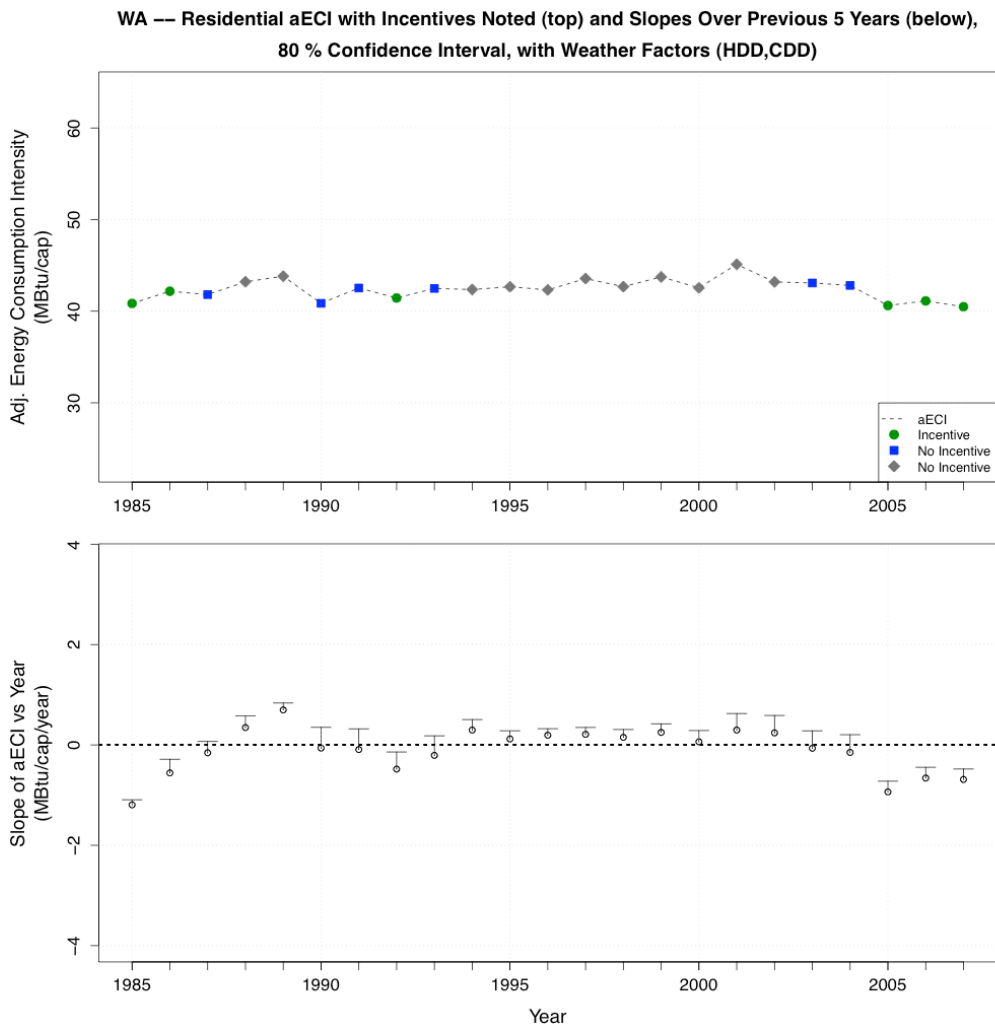 WA –– Residential aECI with Incentives Noted (top) and Slopes Over Previous 5 Years (below),
80 % Confidence Interval, with Weather Factors (HDD,CDD)
Adj. Energy Consumption Intensity
(MBtu/cap)
60
50
40
30
aECI
Incentive
No Incentive
No Incentive
1985
1990
1995
2000
2005
Slope of aECI vs Year
(MBtu/cap/year)
4
2
0
−2
−4
1985
1990
1995
2000
2005
Year